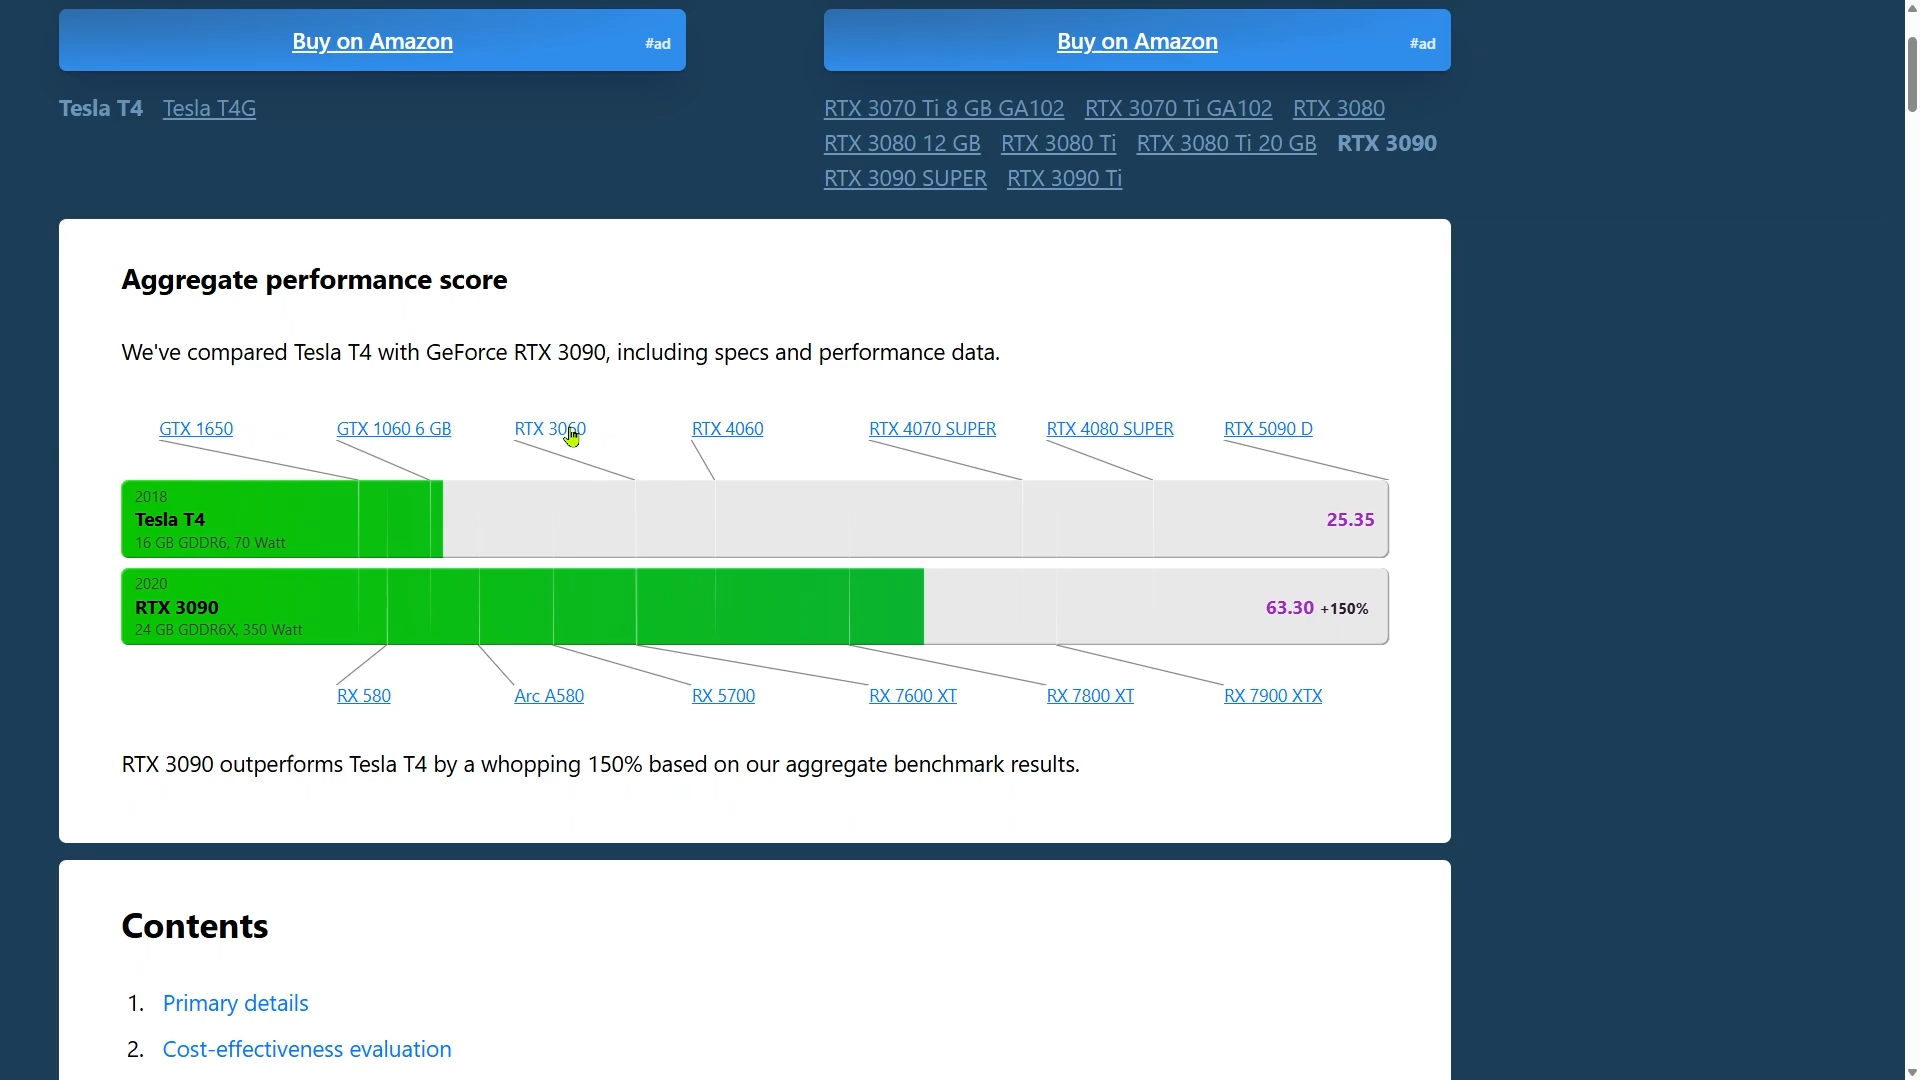 Buy on Amazon #ad
Buy on Amazon #ad
Tesla T4 Tesla T4G
RTX 3070 Ti 8 GB GA102 RTX 3070 Ti GA102 RTX 3080
RTX 3080 12 GB RTX 3080 Ti RTX 3080 Ti 20 GB RTX 3090
RTX 3090 SUPER RTX 3090 Ti
Aggregate performance score
We've compared Tesla T4 with GeForce RTX 3090, including specs and performance data.
GTX 1650 GTX 1060 6 GB RTX 3060 RTX 4060 RTX 4070 SUPER RTX 4080 SUPER RTX 5090 D
2018
Tesla T4 25.35
16 GB GDDR6, 70 Watt
2020
RTX 3090 63.30 +150%
24 GB GDDR6X, 350 Watt
RX 580 Arc A580 RX 5700 RX 7600 XT RX 7800 XT RX 7900 XTX
RTX 3090 outperforms Tesla T4 by a whopping 150% based on our aggregate benchmark results.
Contents
1. Primary details
2. Cost-effectiveness evaluation